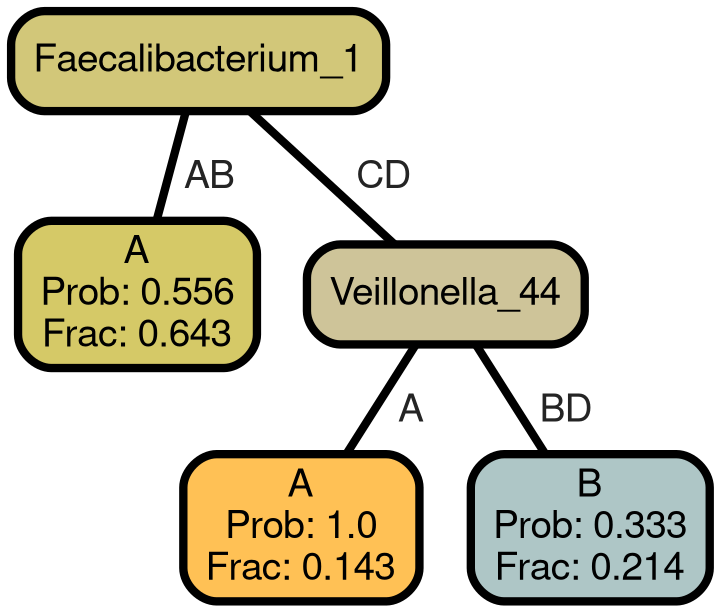 Faecalibacterium_1
AB
CD
A
Prob: 0.556
Frac: 0.643
Veillonella_44
A
BD
A
Prob: 1.0
Frac: 0.143
B
Prob: 0.333
Frac: 0.214